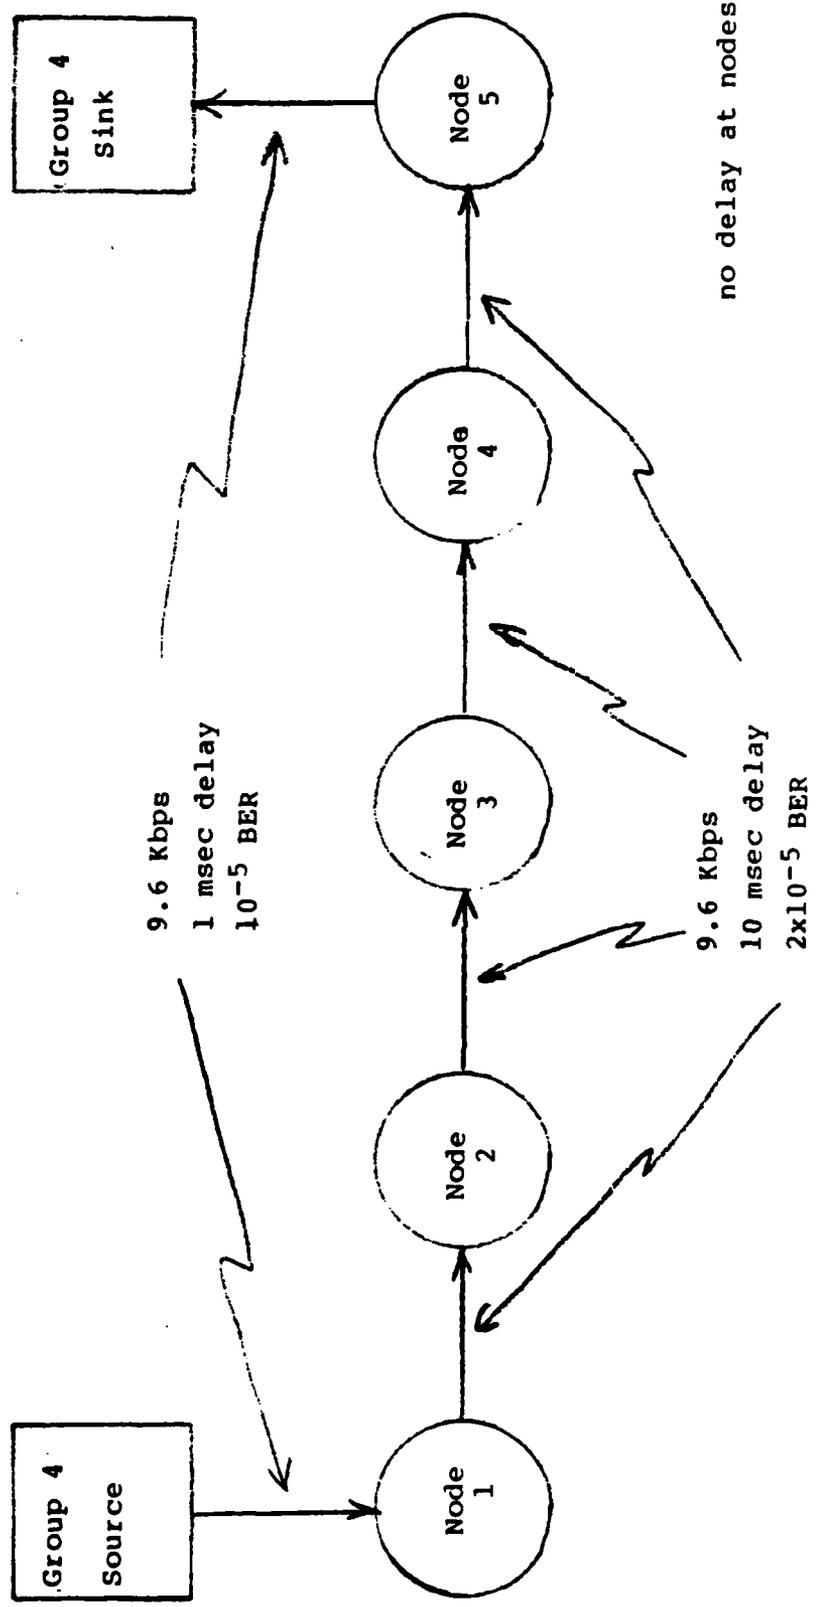 Group 4
Source
9.6 Kbps
1 msec delay
10⁻⁵ BER
Group 4
Sink
Node
1
Node
2
Node
3
Node
4
Node
5
9.6 Kbps
10 msec delay
2x10⁻⁵ BER
no delay at nodes